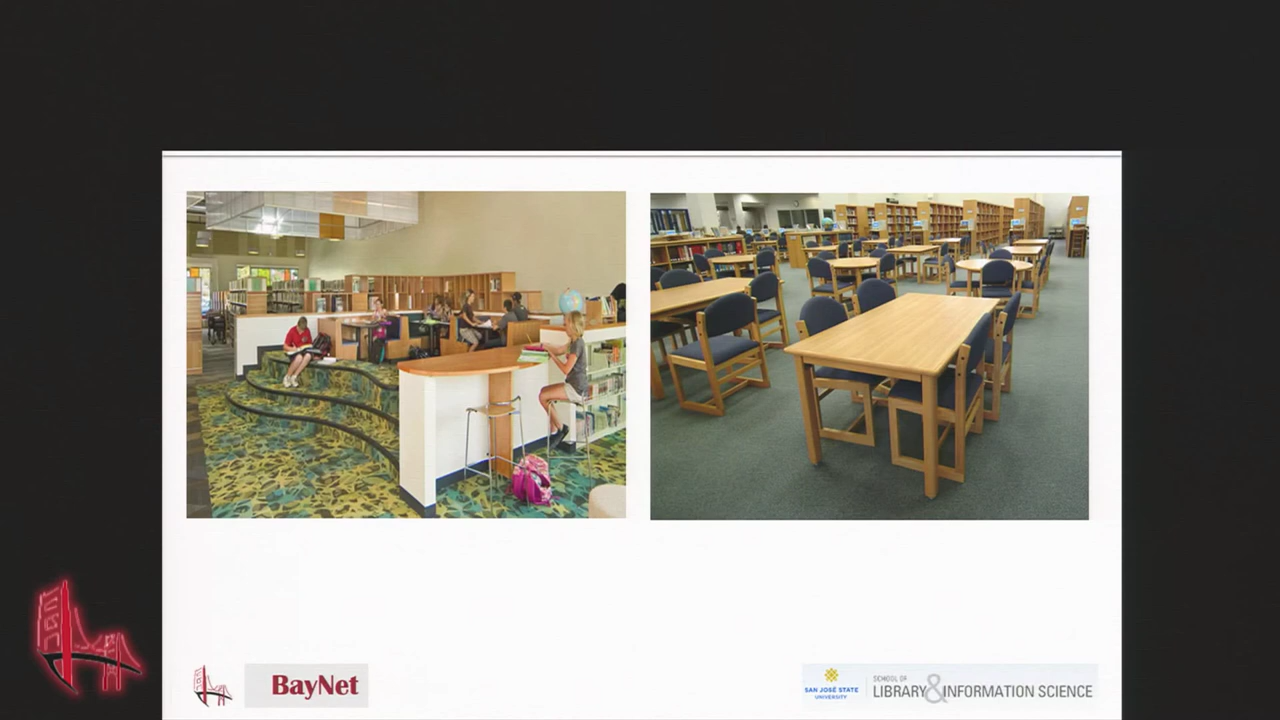 BayNet
SAN JOSÉ STATE
UNIVERSITY
SCHOOL OF
LIBRARY & INFORMATION SCIENCE